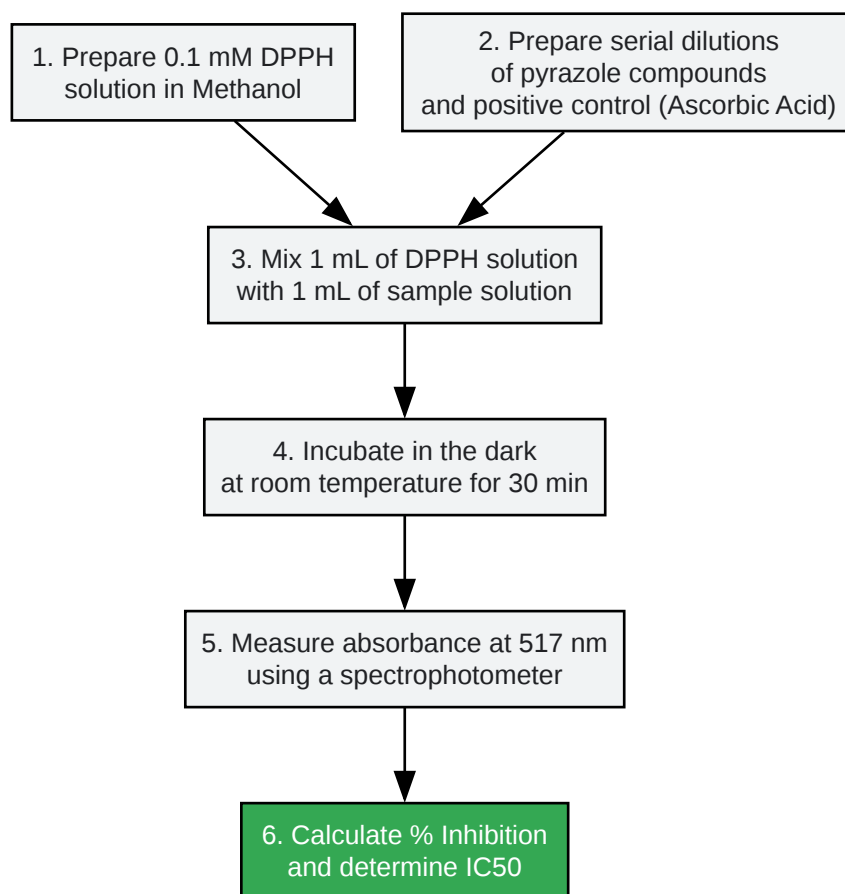 1. Prepare 0.1 mM DPPH
solution in Methanol
2. Prepare serial dilutions
of pyrazole compounds
and positive control (Ascorbic Acid)
3. Mix 1 mL of DPPH solution
with 1 mL of sample solution
4. Incubate in the dark
at room temperature for 30 min
5. Measure absorbance at 517 nm
using a spectrophotometer
6. Calculate % Inhibition
and determine IC50